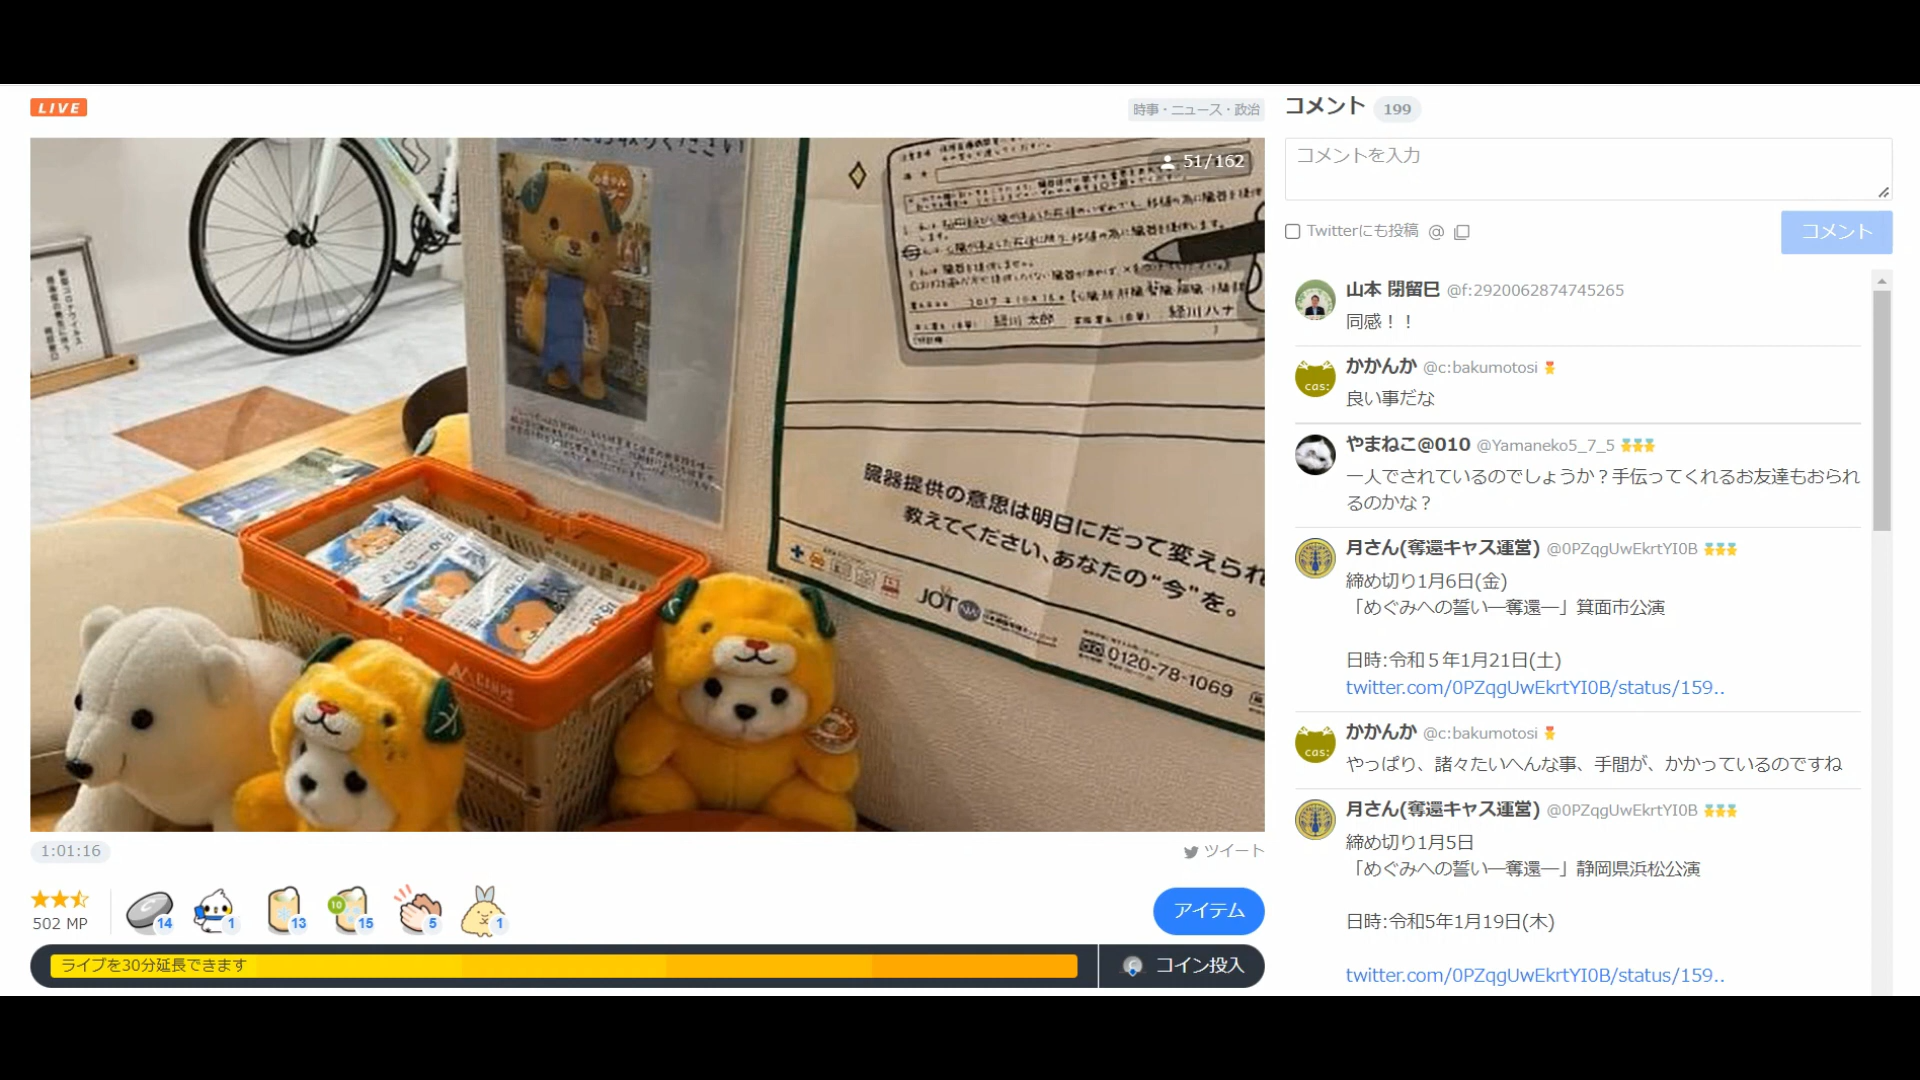 LIVE
時事・ニュース・政治
51/162
臓器提供の意思は明日にだって変えられ
教えてください、あなたの“今”を。
JOT
0120-78-1069
緑川 太郎
緑川ハナ
CAMPS
1:01:16
ツイート
502 MP
14
1
13
10
15
5
1
アイテム
ライブを30分延長できます
コイン投入
コメント 199
コメントを入力
Twitterにも投稿 @
コメント
山本 閉留巳 @f:2920062874745265
同感！！
かかんか @c:bakumotosi
良い事だな
やまねこ@010 @Yamaneko5_7_5
一人でされているのでしょうか？手伝ってくれるお友達もおられ
るのかな？
月さん(奪還キャス運営) @0PZqgUwEkrtYI0B
締め切り1月6日(金)
「めぐみへの誓い―奪還―」箕面市公演
日時:令和５年1月21日(土)
twitter.com/0PZqgUwEkrtYI0B/status/159..
cas:
かかんか @c:bakumotosi
やっぱり、諸々たいへんな事、手間が、かかっているのですね
cas:
月さん(奪還キャス運営) @0PZqgUwEkrtYI0B
締め切り1月5日
「めぐみへの誓い―奪還―」静岡県浜松公演
日時:令和5年1月19日(木)
twitter.com/0PZqgUwEkrtYI0B/status/159..